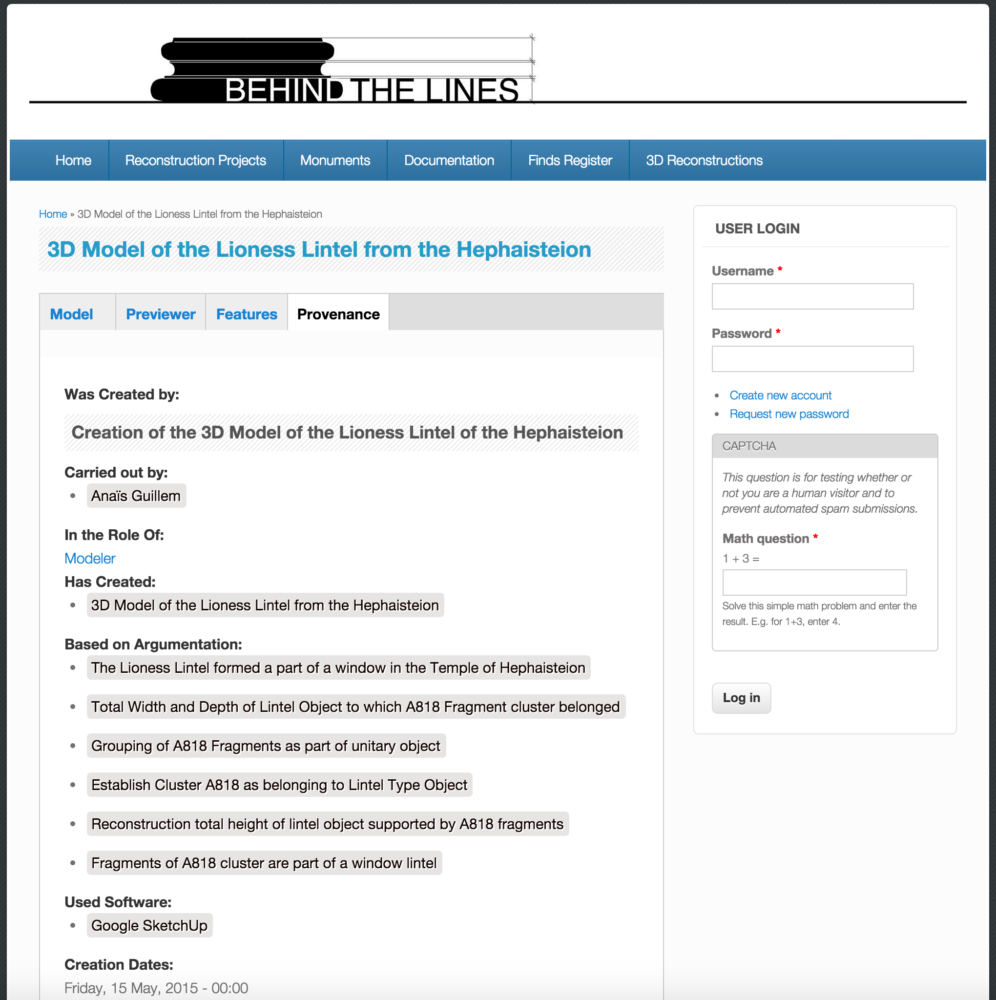 BEHIND THE LINES
Home Reconstruction Projects Monuments Documentation Finds Register 3D Reconstructions
Home » 3D Model of the Lioness Lintel from the Hephaisteion
3D Model of the Lioness Lintel from the Hephaisteion
Model Previewer Features Provenance
Was Created by:
Creation of the 3D Model of the Lioness Lintel of the Hephaisteion
Carried out by:
• Anaïs Guillem
In the Role Of:
Modeler
Has Created:
• 3D Model of the Lioness Lintel from the Hephaisteion
Based on Argumentation:
• The Lioness Lintel formed a part of a window in the Temple of Hephaisteion
• Total Width and Depth of Lintel Object to which A818 Fragment cluster belonged
• Grouping of A818 Fragments as part of unitary object
• Establish Cluster A818 as belonging to Lintel Type Object
• Reconstruction total height of lintel object supported by A818 fragments
• Fragments of A818 cluster are part of a window lintel
Used Software:
• Google SketchUp
Creation Dates:
Friday, 15 May, 2015 - 00:00
USER LOGIN
Username *
Password *
• Create new account
• Request new password
CAPTCHA
This question is for testing whether or
not you are a human visitor and to
prevent automated spam submissions.
Math question *
1 + 3 =
Solve this simple math problem and enter the
result. E.g. for 1+3, enter 4.
Log in